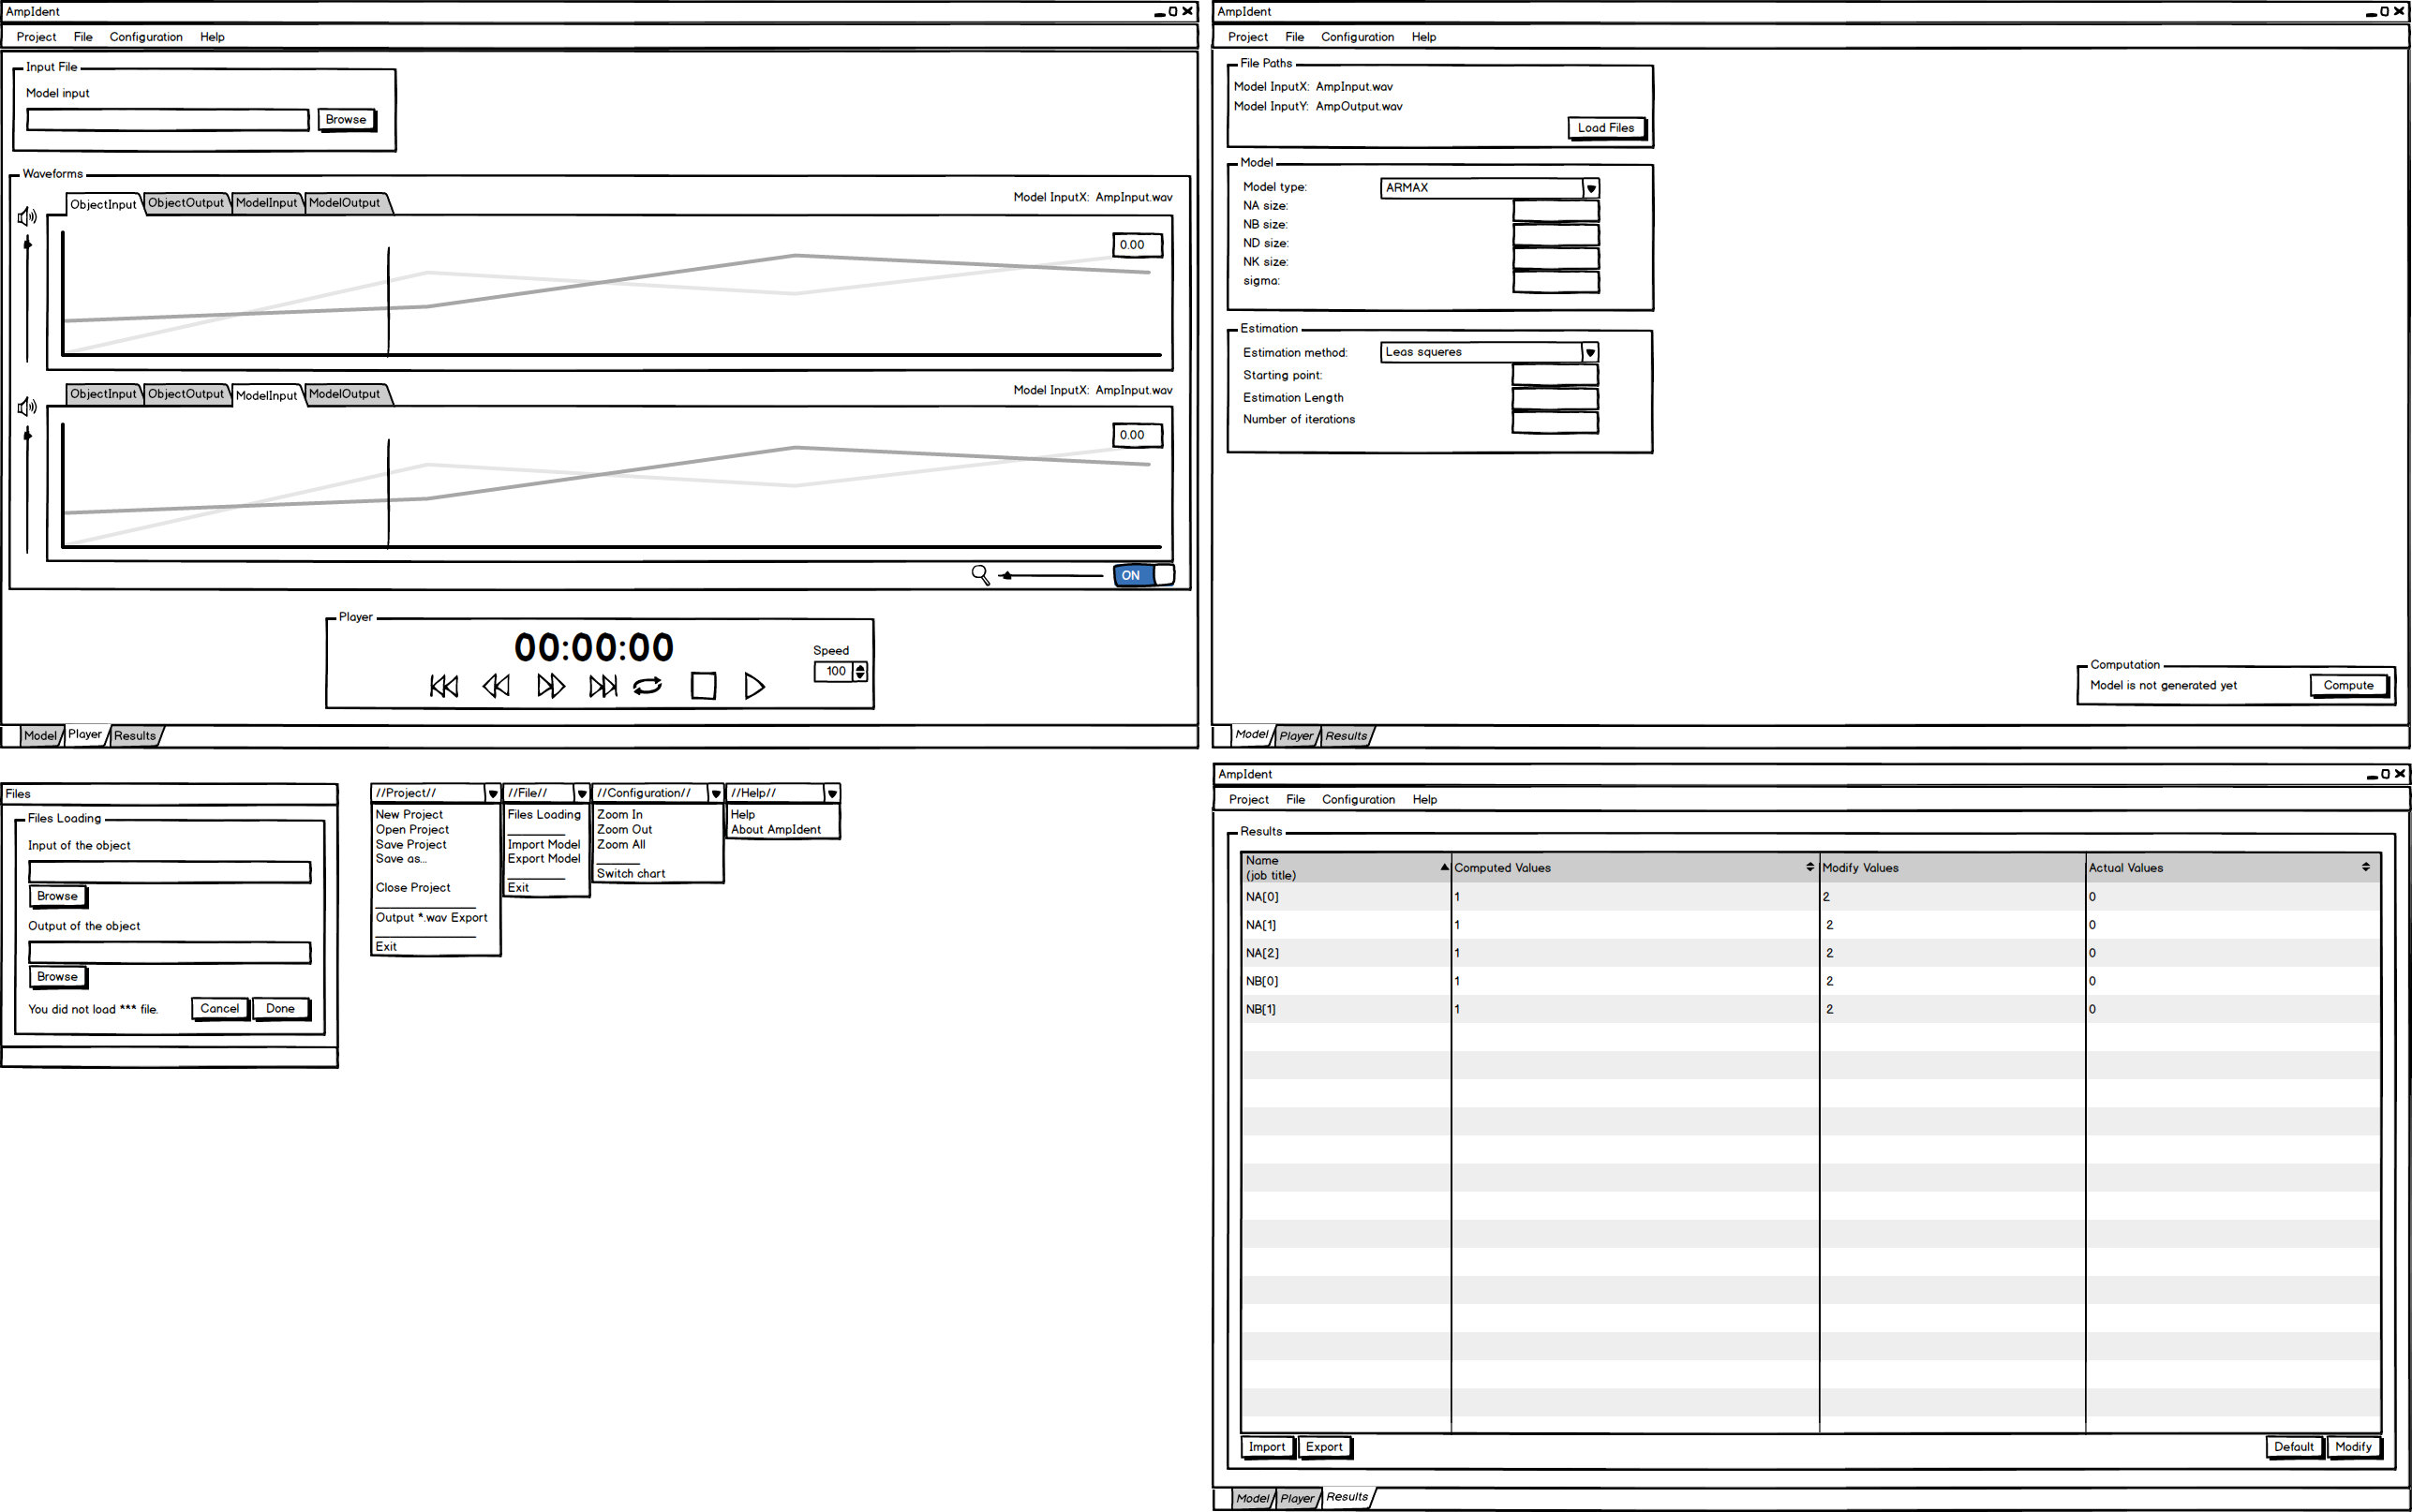 AmpIdent
Project File Configuration Help
Input File
Model input
Browse
Waveforms
ObjectInput ObjectOutput ModelInput ModelOutput
Model InputX: AmpInput.wav
0.00
ObjectInput ObjectOutput ModelInput ModelOutput
Model InputX: AmpInput.wav
0.00
ON
Player
00:00:00
Speed
100
Model Player Results
AmpIdent
Project File Configuration Help
File Paths
Model InputX: AmpInput.wav
Model InputY: AmpOutput.wav
Load Files
Model
Model type: ARMAX
NA size:
NB size:
ND size:
NK size:
sigma:
Estimation
Estimation method: Leas squeres
Starting point:
Estimation Length
Number of iterations
Computation
Model is not generated yet Compute
Model Player Results
Files
Files Loading
Input of the object
Browse
Output of the object
Browse
You did not load *** file. Cancel Done
//Project//
New Project
Open Project
Save Project
Save as...
Close Project
Output *.wav Export
Exit
//File//
Files Loading
Import Model
Export Model
Exit
//Configuration//
Zoom In
Zoom Out
Zoom All
Switch chart
//Help//
Help
About AmpIdent
AmpIdent
Project File Configuration Help
Results
Name
(job title) Computed Values Modify Values Actual Values
NA[0] 1 2 0
NA[1] 1 2 0
NA[2] 1 2 0
NB[0] 1 2 0
NB[1] 1 2 0
Import Export Default Modify
Model Player Results